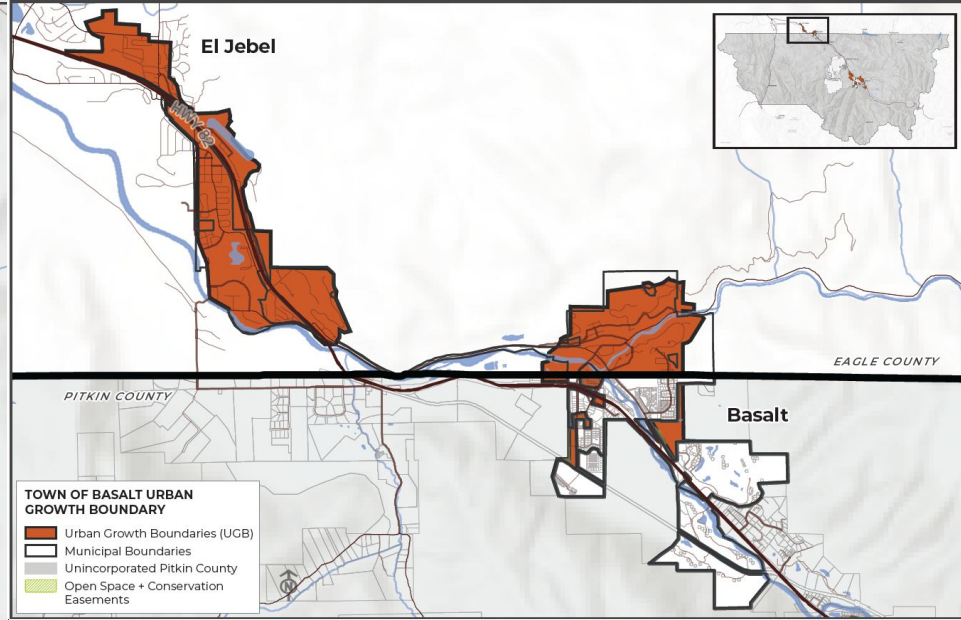 El Jebel
HWY 82
EAGLE COUNTY
PITKIN COUNTY
Basalt
TOWN OF BASALT URBAN
GROWTH BOUNDARY
Urban Growth Boundaries (UGB)
Municipal Boundaries
Unincorporated Pitkin County
Open Space + Conservation
Easements
N